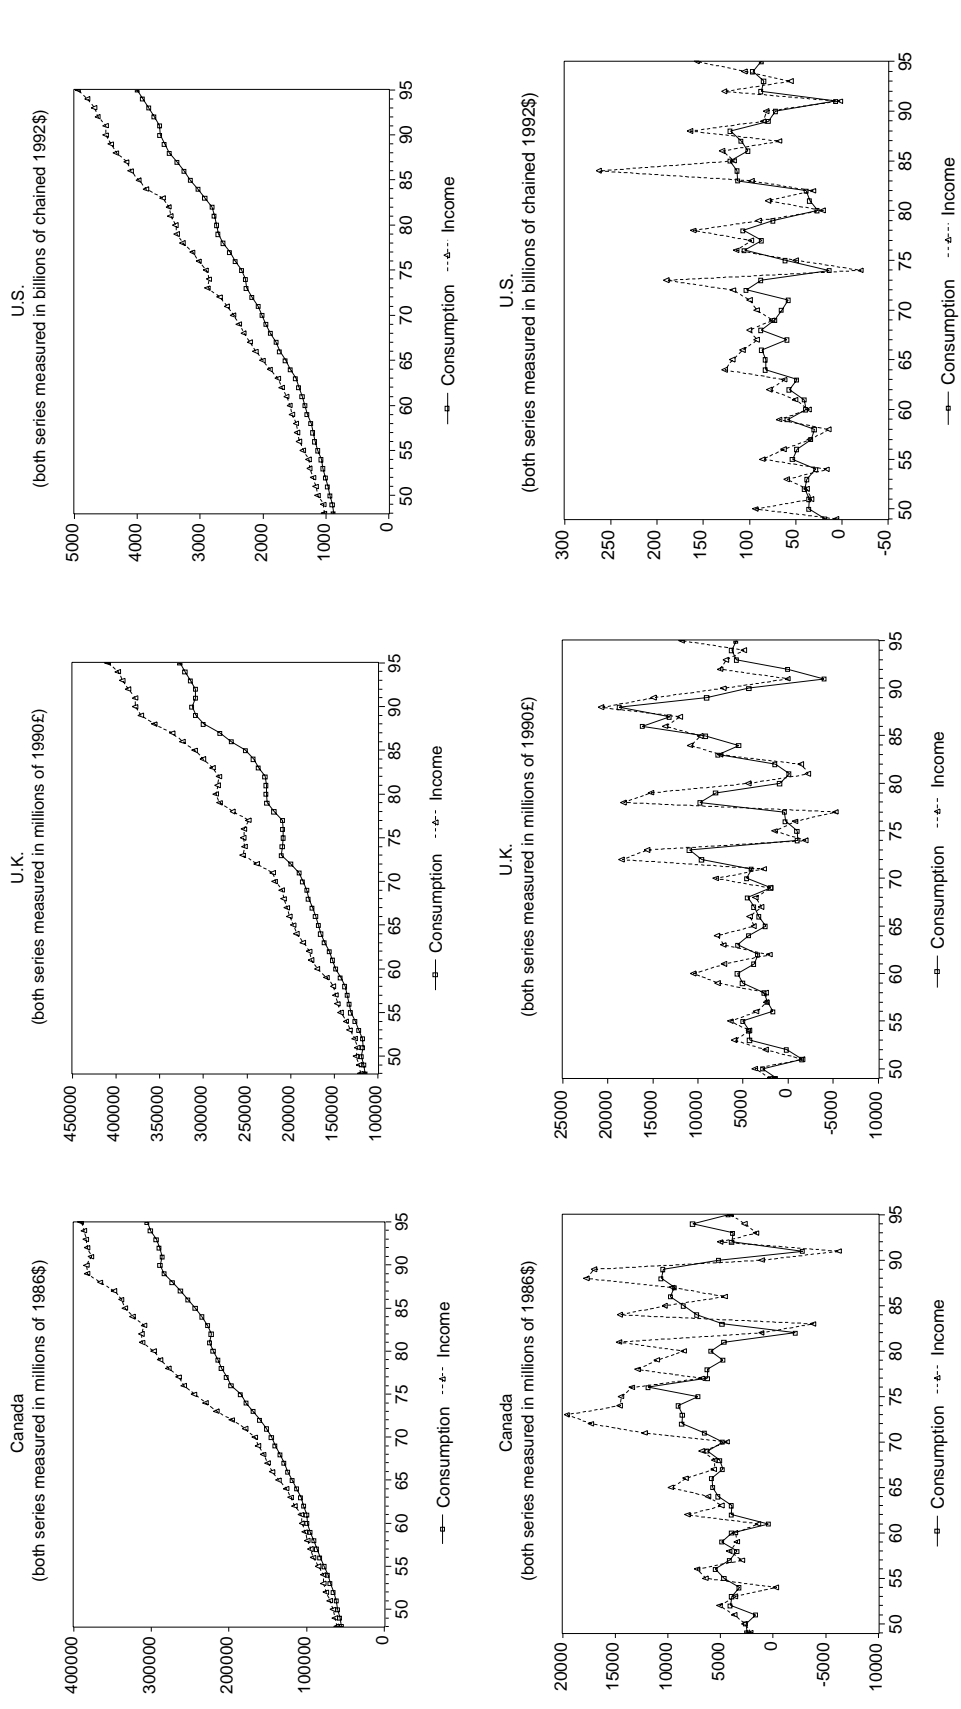 Canada
(both series measured in millions of 1986$)
400000
300000
200000
100000
0
50 55 60 65 70 75 80 85 90 95
Consumption Income
U.K.
(both series measured in millions of 1990£)
450000
400000
350000
300000
250000
200000
150000
100000
50 55 60 65 70 75 80 85 90 95
Consumption Income
U.S.
(both series measured in billions of chained 1992$)
5000
4000
3000
2000
1000
0
50 55 60 65 70 75 80 85 90 95
Consumption Income
Canada
(both series measured in millions of 1986$)
20000
15000
10000
5000
0
-5000
10000
50 55 60 65 70 75 80 85 90 95
Consumption Income
U.K.
(both series measured in millions of 1990£)
25000
20000
15000
10000
5000
0
-5000
10000
50 55 60 65 70 75 80 85 90 95
Consumption Income
U.S.
(both series measured in billions of chained 1992$)
300
250
200
150
100
50
0
-50
50 55 60 65 70 75 80 85 90 95
Consumption Income